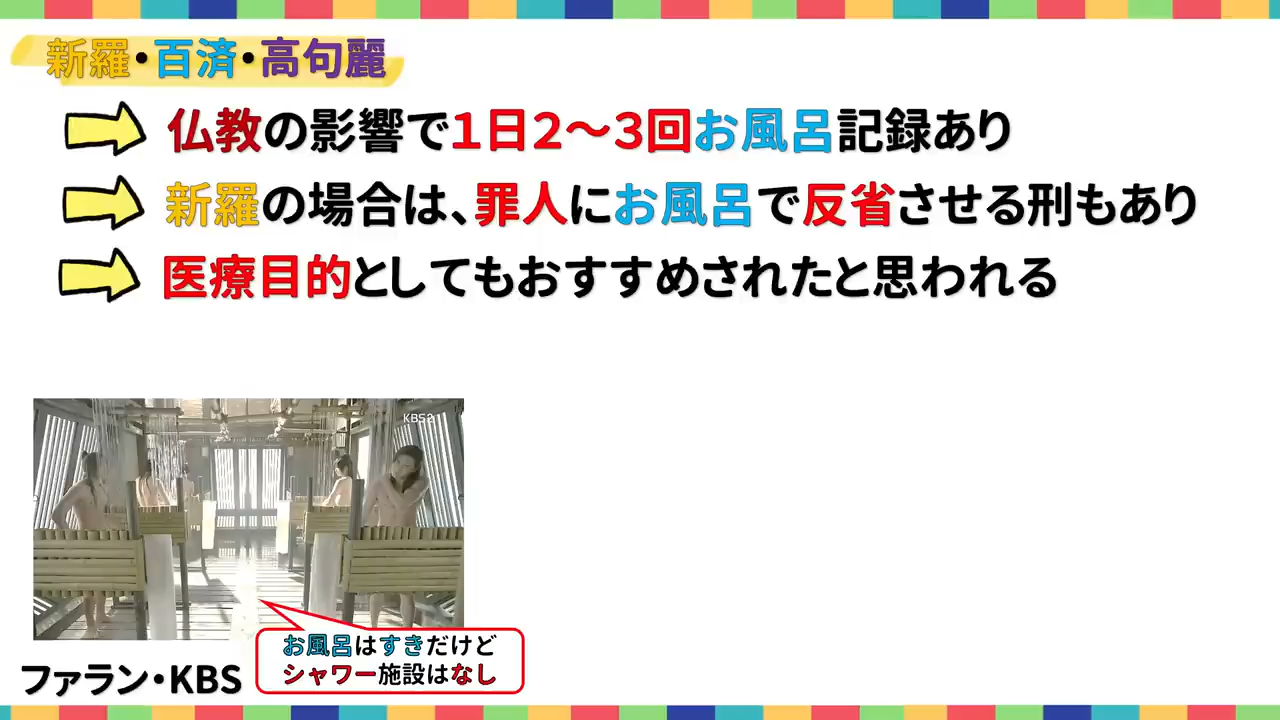 新羅・百済・高句麗
仏教の影響で1日2～3回お風呂記録あり
新羅の場合は、罪人にお風呂で反省させる刑もあり
医療目的としてもおすすめされたと思われる
KBS2
お風呂はすきだけど
シャワー施設はなし
ファラン・KBS